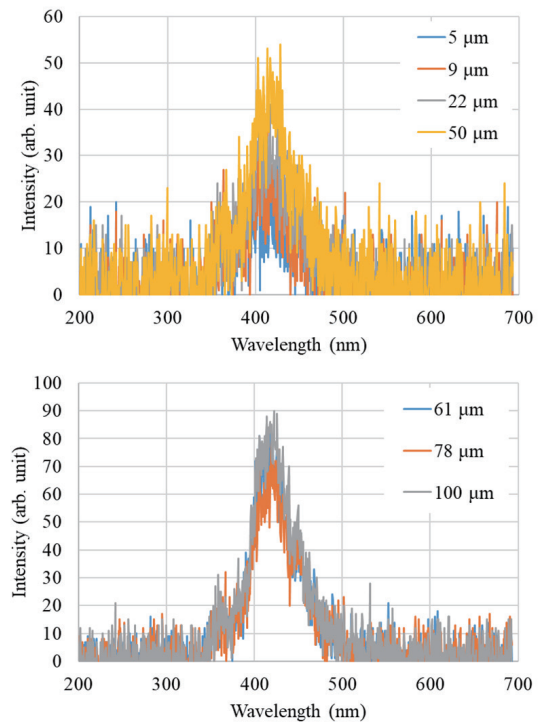 60
50
40
30
20
10
0
Intensity (arb. unit)
5 μm
9 μm
22 μm
50 μm
200 300 400 500 600 700
Wavelength (nm)
100
90
80
70
60
50
40
30
20
10
0
Intensity (arb. unit)
61 μm
78 μm
100 μm
200 300 400 500 600 700
Wavelength (nm)